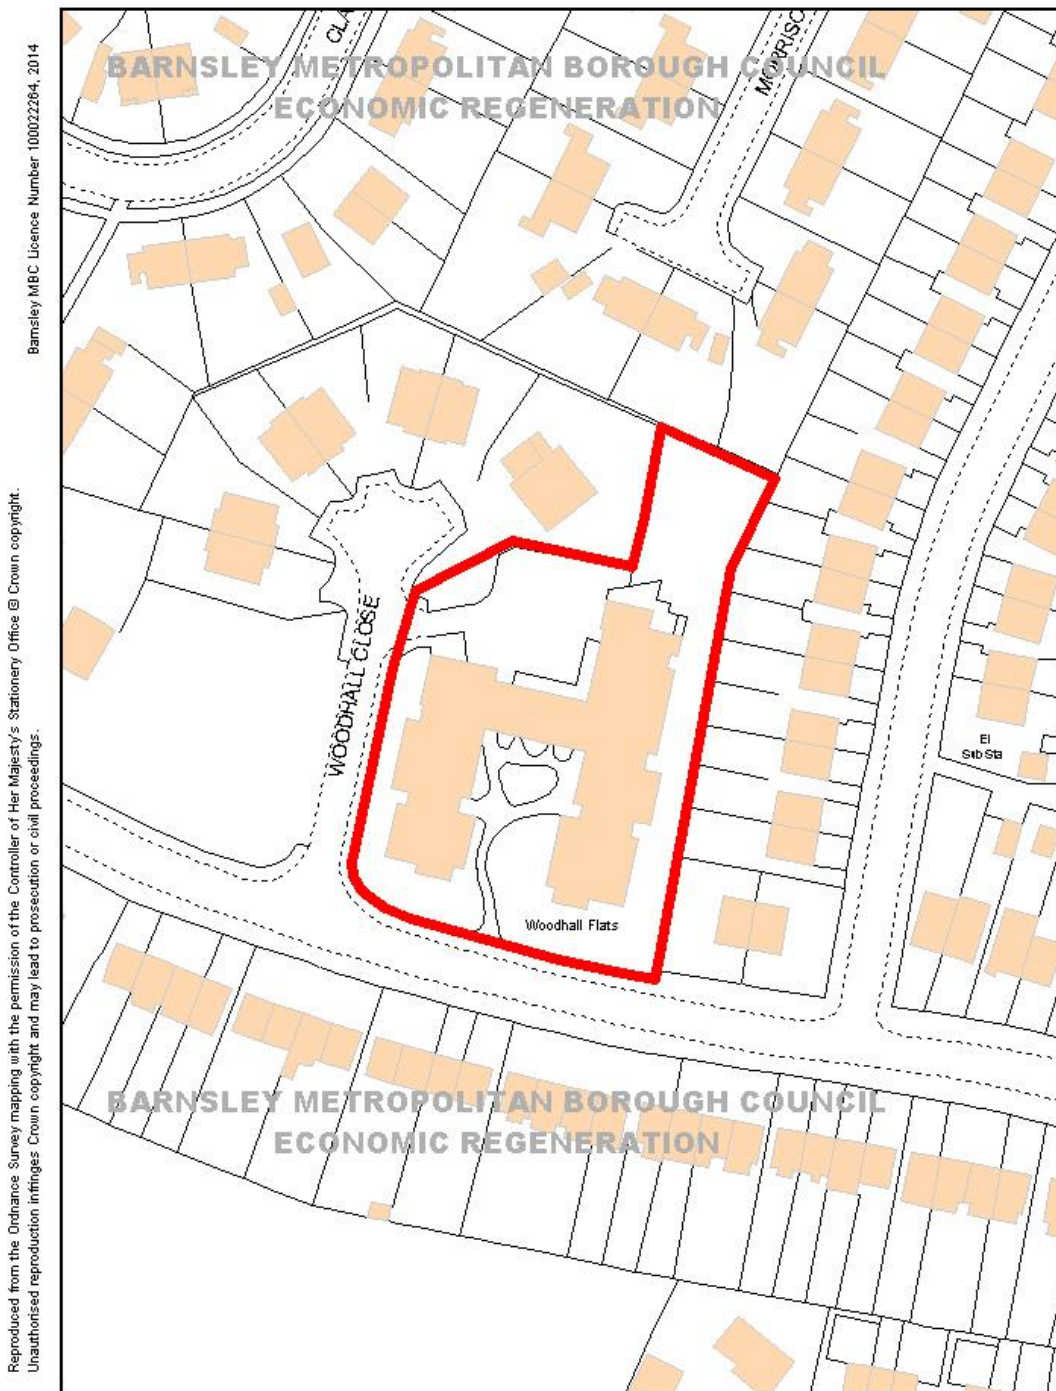 Barnsley MBC Licence Number 100022264, 2014
Reproduced from the Ordnance Survey mapping with the permission of the Controller of Her Majesty's Stationery Office @ Crown copyright.
Unauthorised reproduction infringes Crown copyright and may lead to prosecution or civil proceedings.
CLA
MORRISO
BARNSLEY METROPOLITAN BOROUGH COUNCIL
ECONOMIC REGENERATION
WOODHALL CLOSE
El
Sub Sta
Woodhall Flats
BARNSLEY METROPOLITAN BOROUGH COUNCIL
ECONOMIC REGENERATION